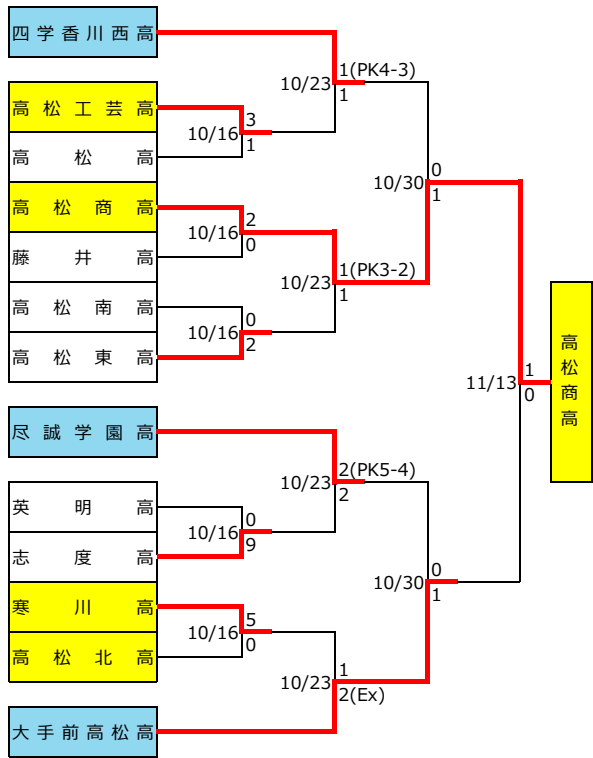 四学香川西高
高松工芸高
高松高
高松商高
藤井高
高松南高
高松東高
尽誠学園高
英明高
志度高
寒川高
高松北高
大手前高松高
10/16
3
1
10/16
2
0
10/16
0
2
10/16
0
9
10/16
5
0
10/23
1(PK4-3)
1
10/23
1(PK3-2)
1
10/23
2(PK5-4)
2
10/23
1
2(Ex)
10/30
0
1
10/30
0
1
11/13
1
0
高松商高